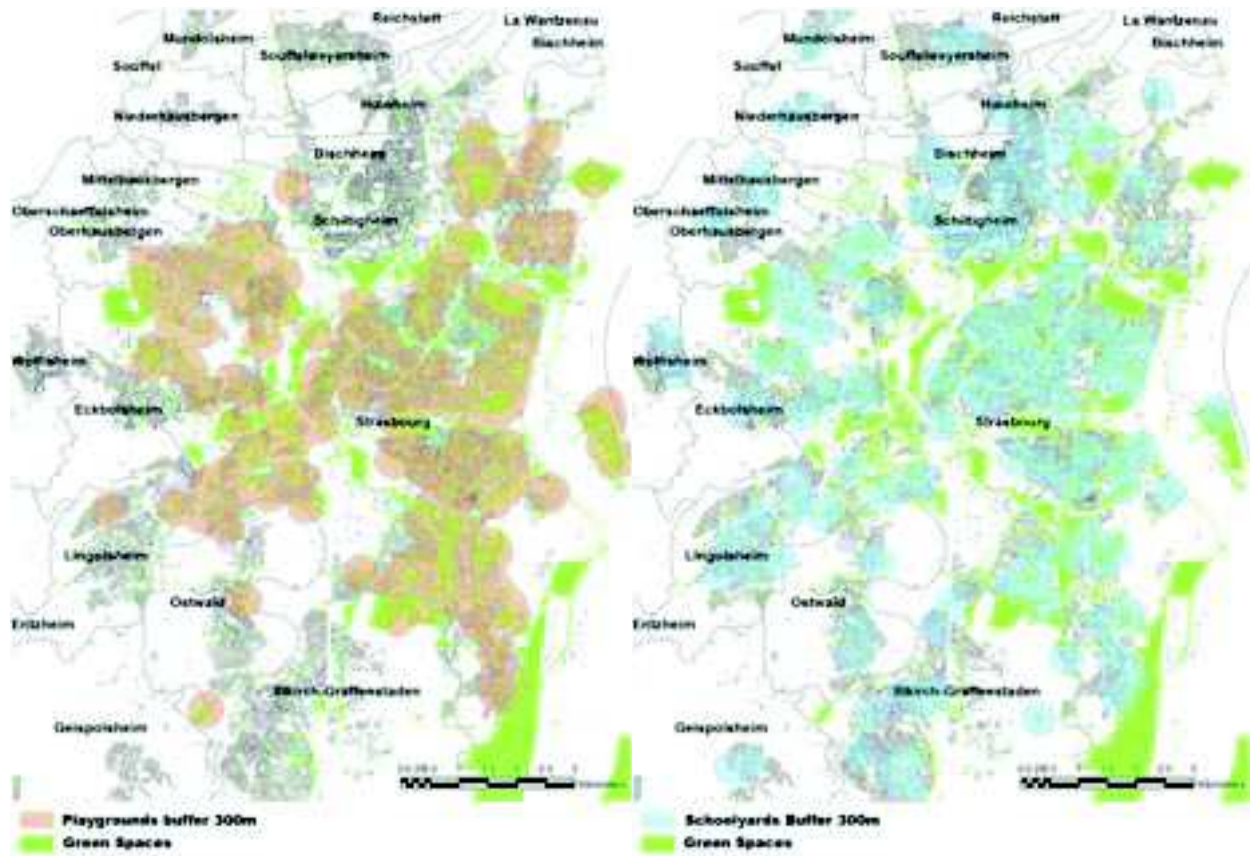 Reichstett
La Wantzenau
Mundolsheim
Bischheim
Souffelweyersheim
Souffel
Hœnheim
Niederhausbergen
Bischheim
Mittelhausbergen
Oberschaeffolsheim
Schiltigheim
Oberhausbergen
Wolfisheim
Eckbolsheim
Strasbourg
Lingolsheim
Ostwald
Entzheim
Illkirch-Graffenstaden
Geispolsheim
Playgrounds buffer 300m
Green Spaces
Reichstett
La Wantzenau
Mundolsheim
Bischheim
Souffelweyersheim
Souffel
Hœnheim
Niederhausbergen
Bischheim
Mittelhausbergen
Oberschaeffolsheim
Schiltigheim
Oberhausbergen
Wolfisheim
Eckbolsheim
Strasbourg
Lingolsheim
Ostwald
Entzheim
Illkirch-Graffenstaden
Geispolsheim
Schoolyards Buffer 300m
Green Spaces